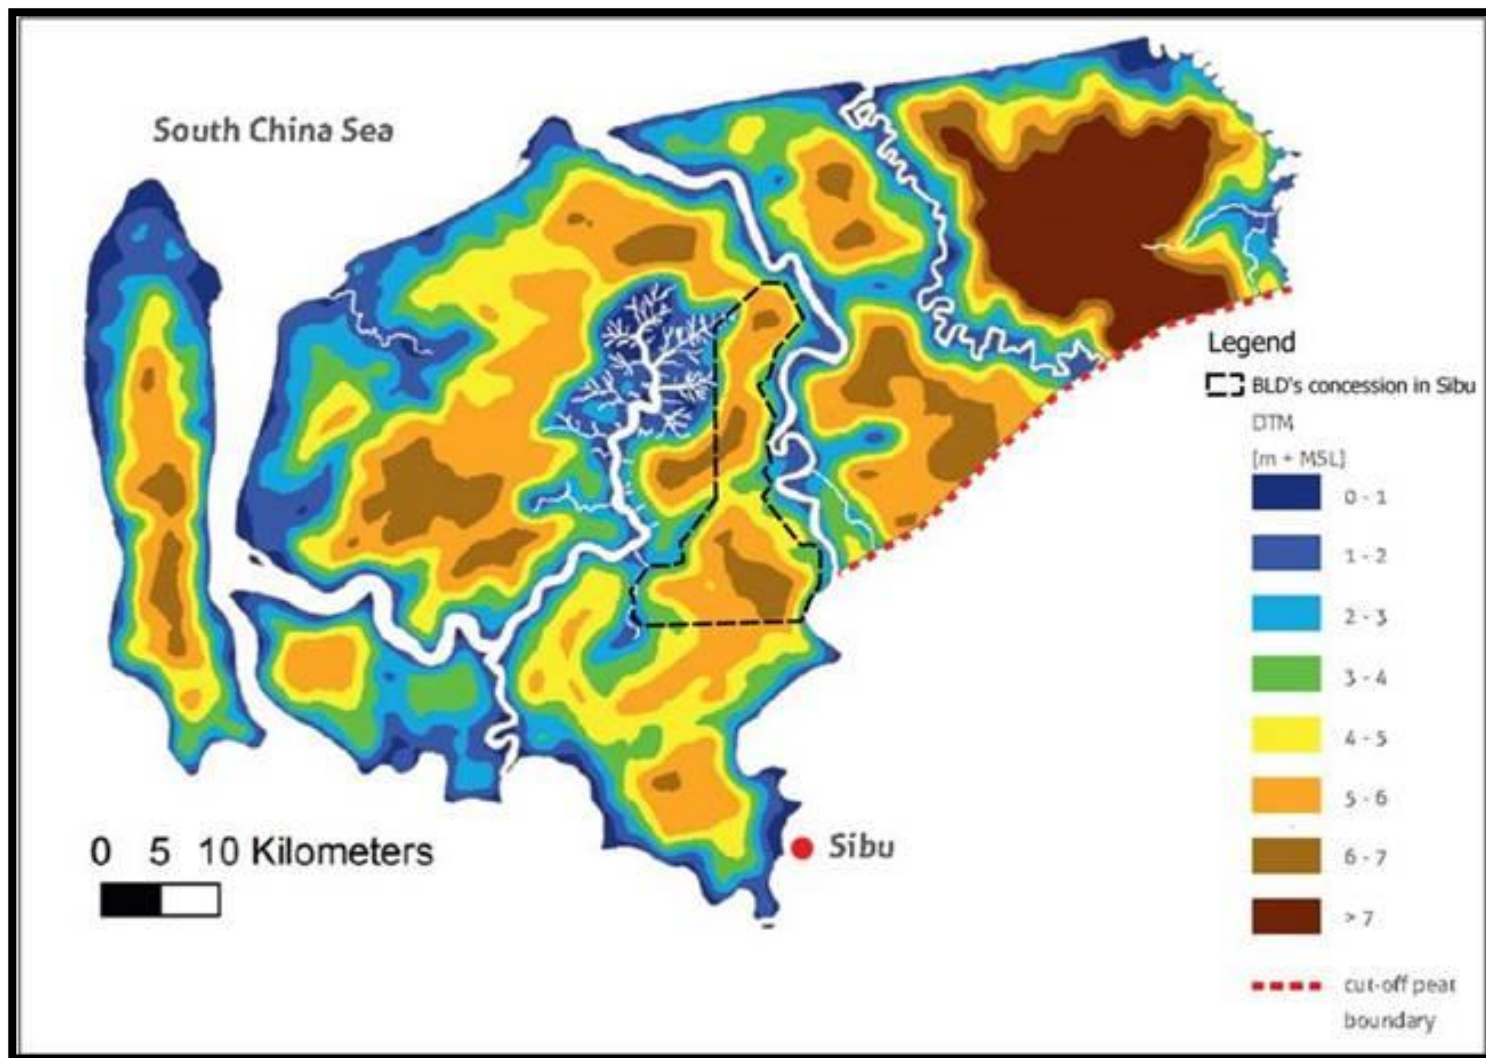 South China Sea
Legend
BLD's concession in Sibu
DTM
[m + MSL]
0 - 1
1 - 2
2 - 3
3 - 4
4 - 5
5 - 6
6 - 7
> 7
cut-off peat
boundary
Sibu
0 5 10 Kilometers